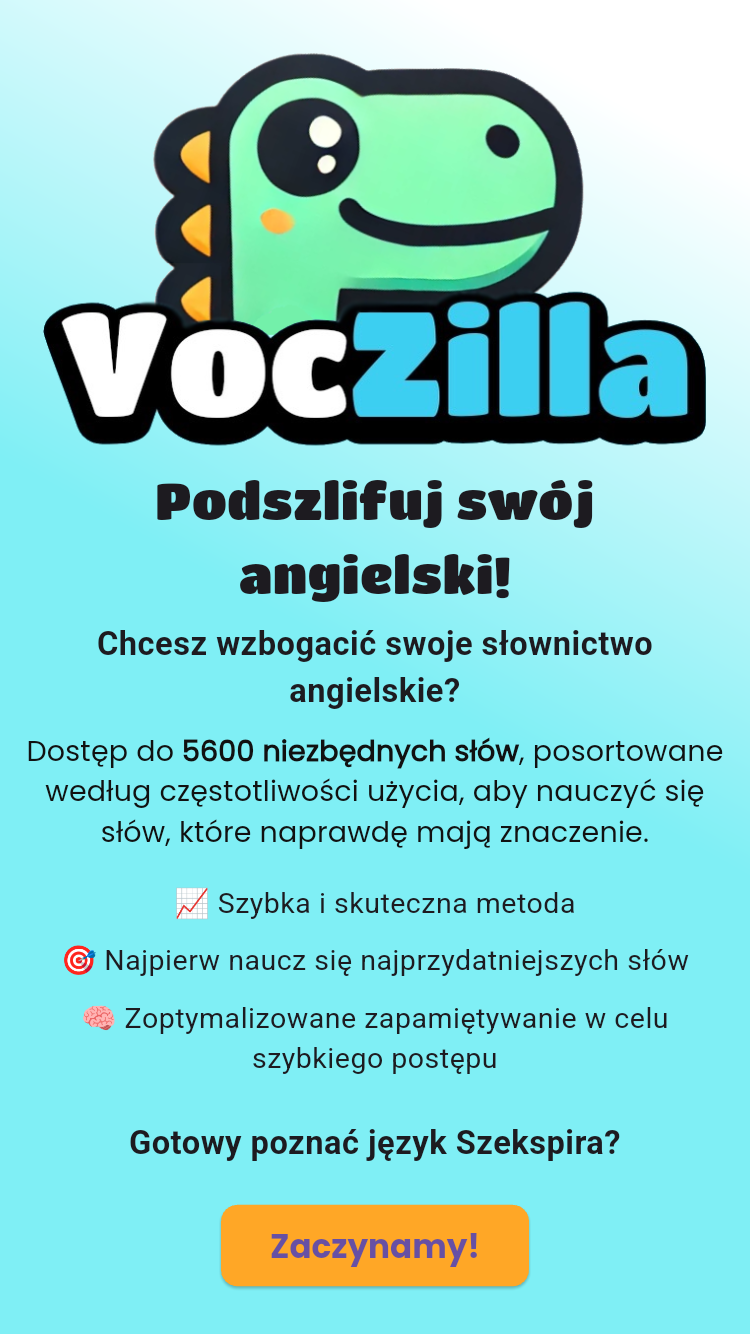 VocZilla
Podszlifuj swój
angielski!
Chcesz wzbogacić swoje słownictwo
angielskie?
Dostęp do 5600 niezbędnych słów, posortowane
według częstotliwości użycia, aby nauczyć się
słów, które naprawdę mają znaczenie.
📈 Szybka i skuteczna metoda
🎯 Najpierw naucz się najprzydatniejszych słów
🧠 Zoptymalizowane zapamiętywanie w celu
szybkiego postępu
Gotowy poznać język Szekspira?
Zaczynamy!